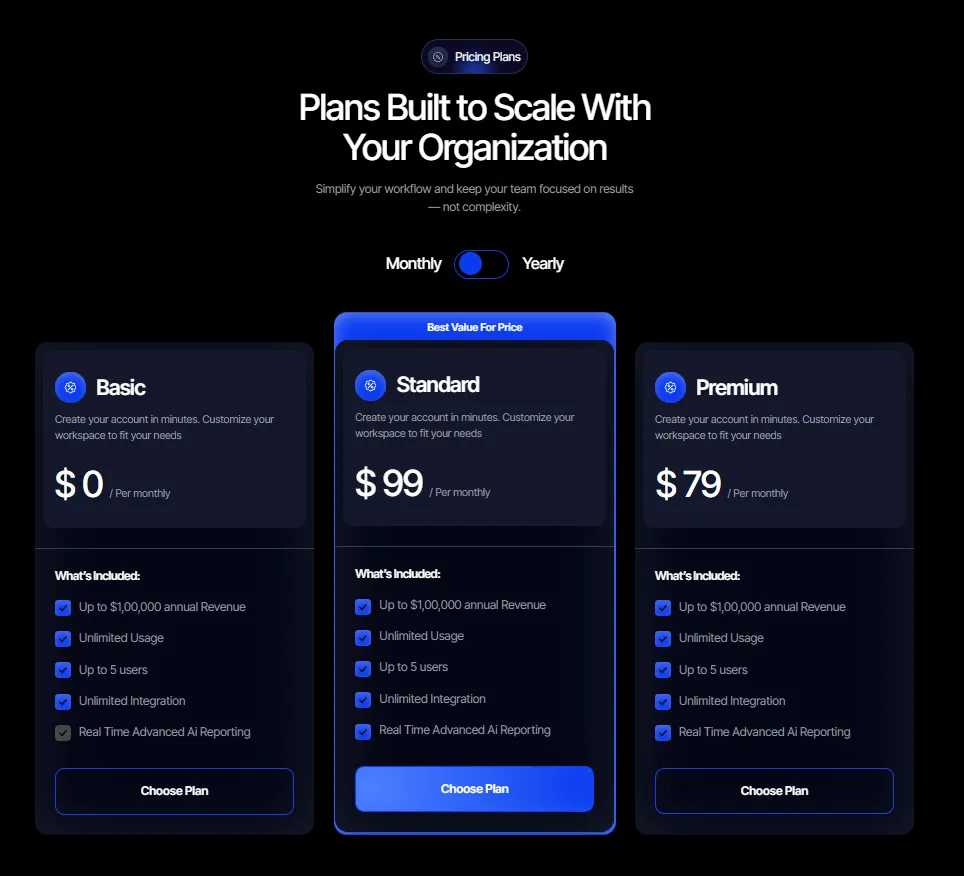 Pricing Plans
Plans Built to Scale With
Your Organization
Simplify your workflow and keep your team focused on results
— not complexity.
Monthly
Yearly
Basic
Create your account in minutes. Customize your
workspace to fit your needs
$ 0 / Per monthly
What's Included:
Up to $1,00,000 annual Revenue
Unlimited Usage
Up to 5 users
Unlimited Integration
Real Time Advanced Ai Reporting
Choose Plan
Best Value For Price
Standard
Create your account in minutes. Customize your
workspace to fit your needs
$ 99 / Per monthly
What's Included:
Up to $1,00,000 annual Revenue
Unlimited Usage
Up to 5 users
Unlimited Integration
Real Time Advanced Ai Reporting
Choose Plan
Premium
Create your account in minutes. Customize your
workspace to fit your needs
$ 79 / Per monthly
What's Included:
Up to $1,00,000 annual Revenue
Unlimited Usage
Up to 5 users
Unlimited Integration
Real Time Advanced Ai Reporting
Choose Plan